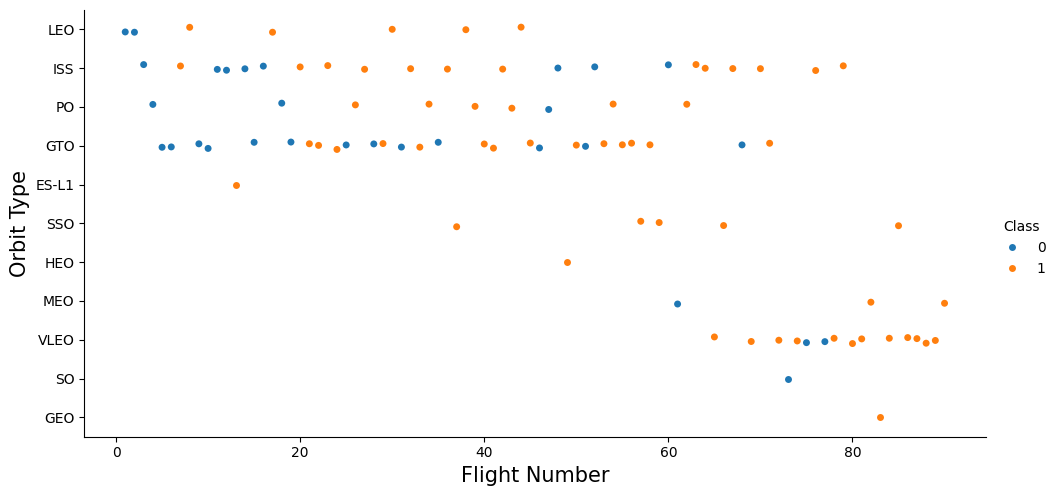 LEO
ISS
PO
GTO
ES-L1
SSO
HEO
MEO
VLEO
SO
GEO
Orbit Type
0
20
40
60
80
Flight Number
Class
0
1